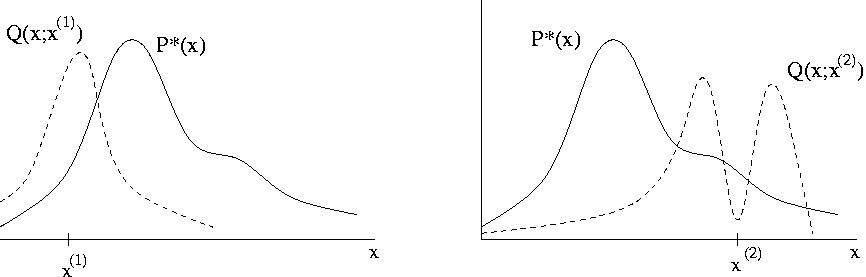 Q(x;x(1))
P*(x)
x(1)
x
P*(x)
Q(x;x(2))
x(2)
x